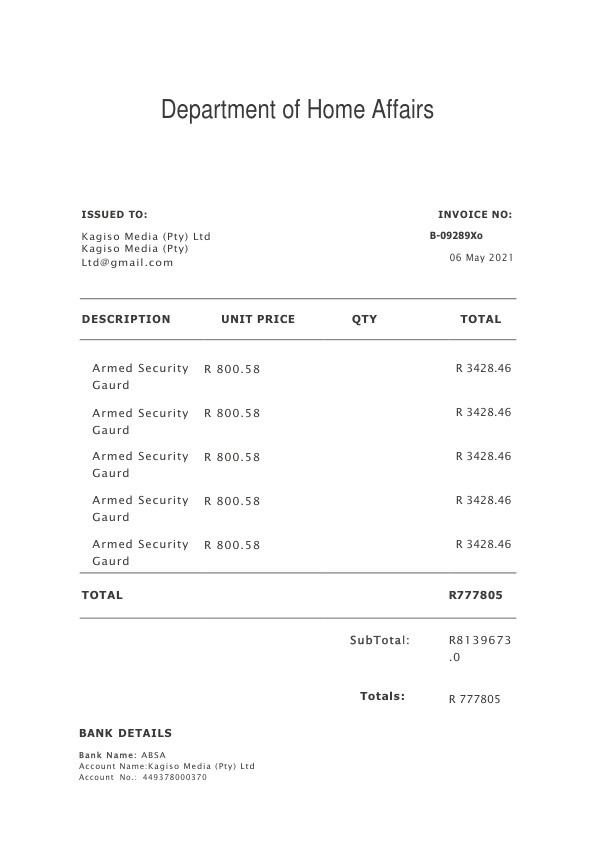 Department of Home Affairs
ISSUED TO: INVOICE NO:
Kagiso Media (Pty) Ltd B-09289Xo
Kagiso Media (Pty)
Ltd@gmail.com 06 May 2021
DESCRIPTION UNIT PRICE QTY TOTAL
Armed Security R 800.58 R 3428.46
Gaurd
Armed Security R 800.58 R 3428.46
Gaurd
Armed Security R 800.58 R 3428.46
Gaurd
Armed Security R 800.58 R 3428.46
Gaurd
Armed Security R 800.58 R 3428.46
Gaurd
TOTAL R777805
SubTotal: R8139673
.0
Totals: R 777805
BANK DETAILS
Bank Name: ABSA
Account Name:Kagiso Media (Pty) Ltd
Account No.: 449378000370